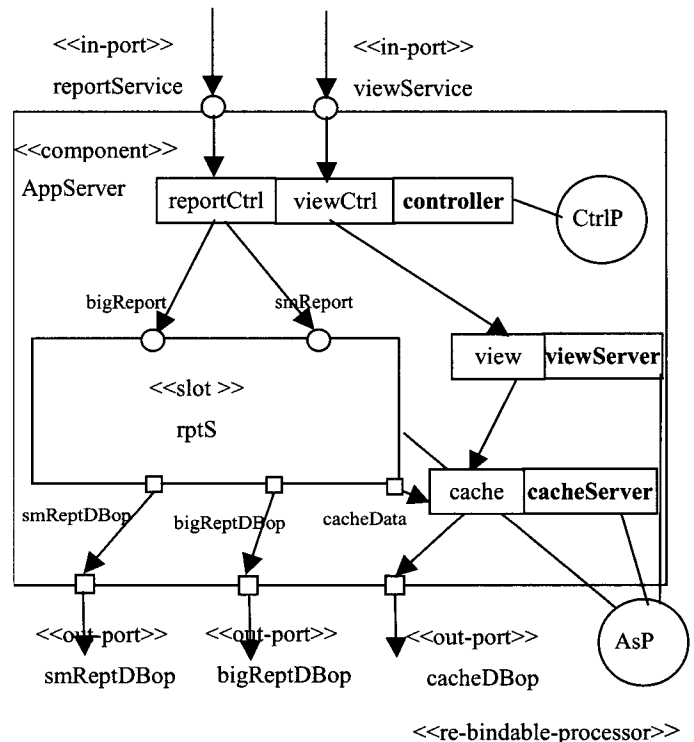 <<in-port>>
<<in-port>>
reportService
viewService
<<component>>
AppServer
reportCtrl
viewCtrl
controller
CtrlP
bigReport
smReport
<<slot >>
rptS
view
viewServer
smReptDBop
bigReptDBop
cacheData
cache
cacheServer
<<out-port>>
<<out-port>>
<<out-port>>
AsP
smReptDBop
bigReptDBop
cacheDBop
<<re-bindable-processor>>